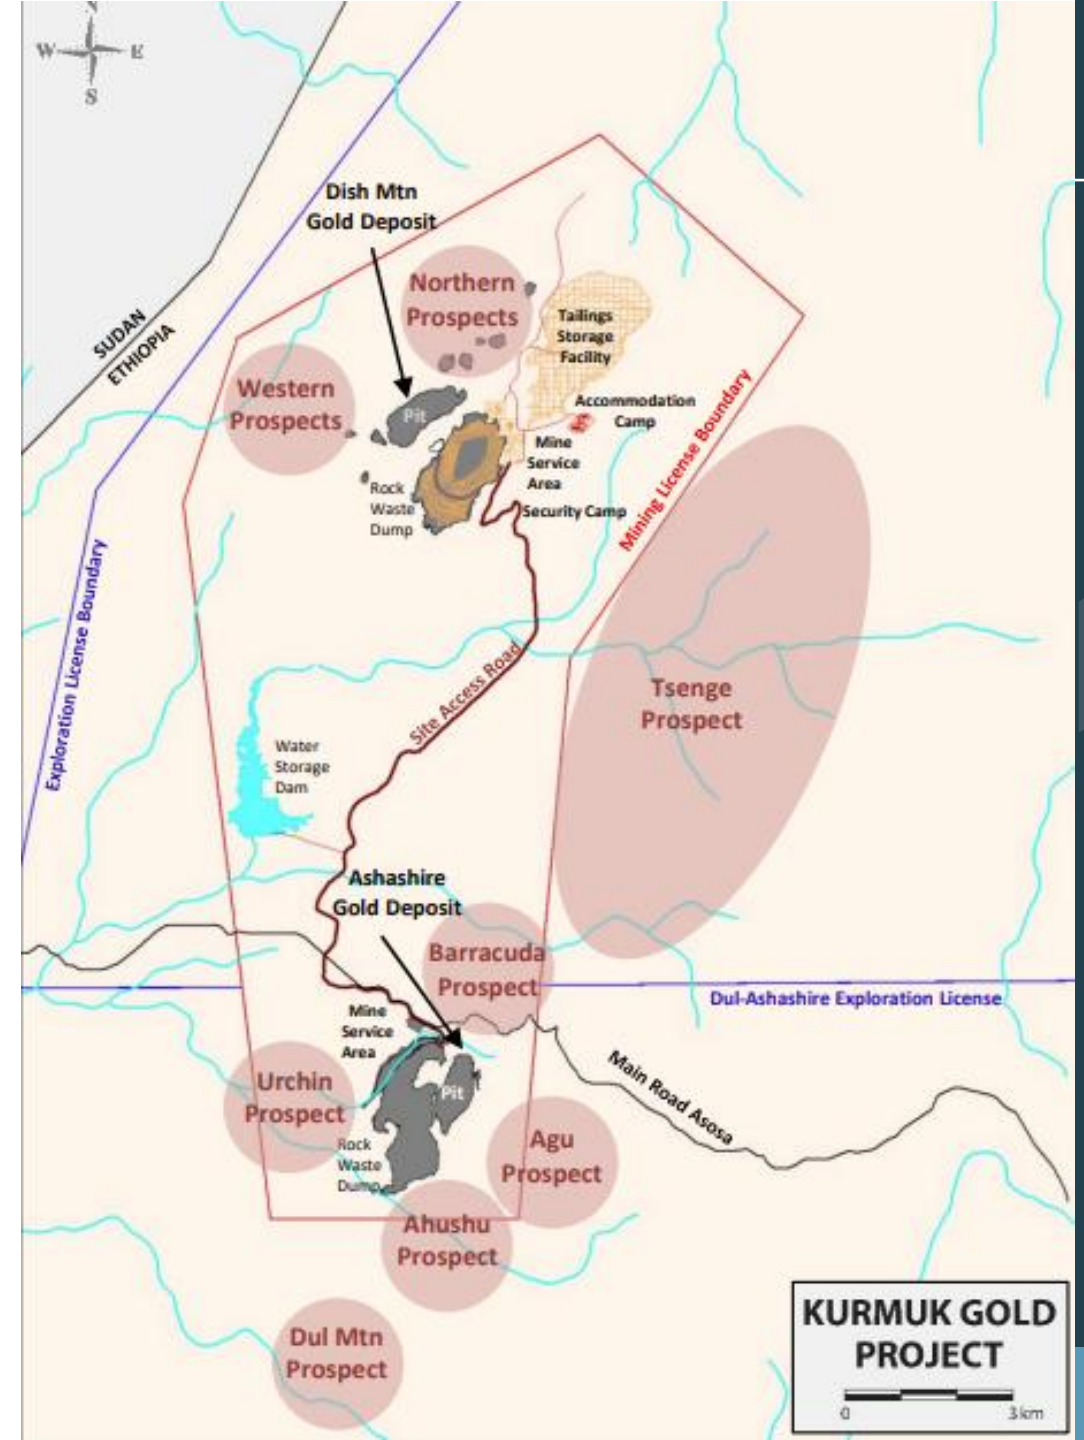 N
W E
S
Dish Mtn
Gold Deposit
Northern
Prospects
Tailings
Storage
Facility
SUDAN
ETHIOPIA
Western
Prospects
Pit
Accommodation
Camp
Mine
Service
Area
Rock
Waste
Dump
Security Camp
Mining License Boundary
Exploration License Boundary
Site Access Road
Tsenge
Prospect
Water
Storage
Dam
Ashashire
Gold Deposit
Barracuda
Prospect
Dul-Ashashire Exploration License
Mine
Service
Area
Main Road Asosa
Urchin
Prospect
Pit
Rock
Waste
Dump
Agu
Prospect
Ahushu
Prospect
Dul Mtn
Prospect
KURMUK GOLD
PROJECT
0 3km